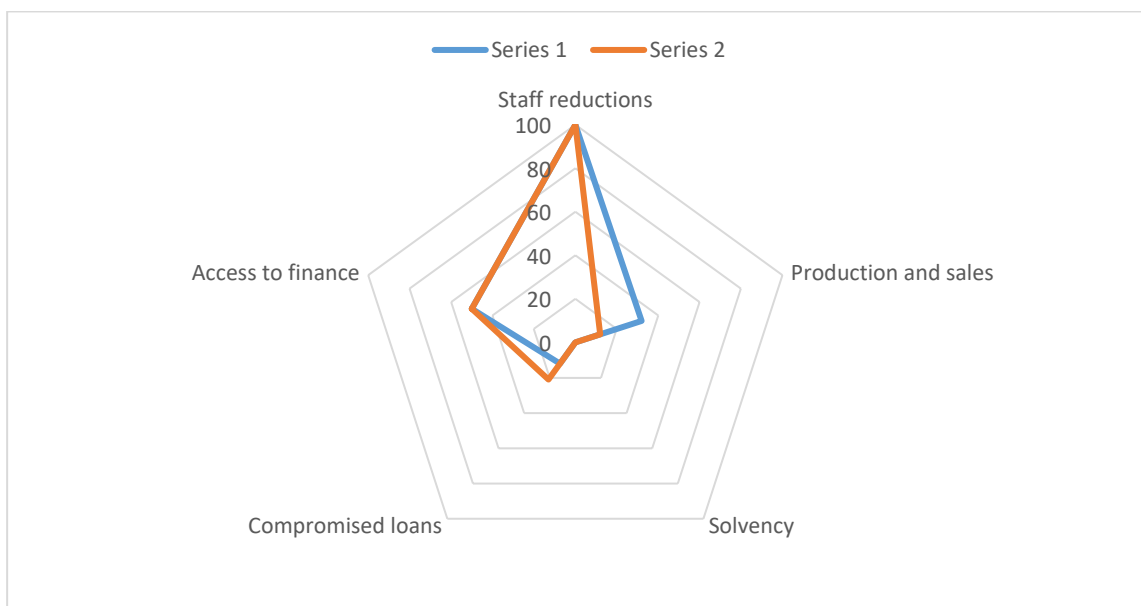 Series 1 Series 2
Staff reductions
100
80
60
40
20
0
Access to finance
Production and sales
Compromised loans
Solvency